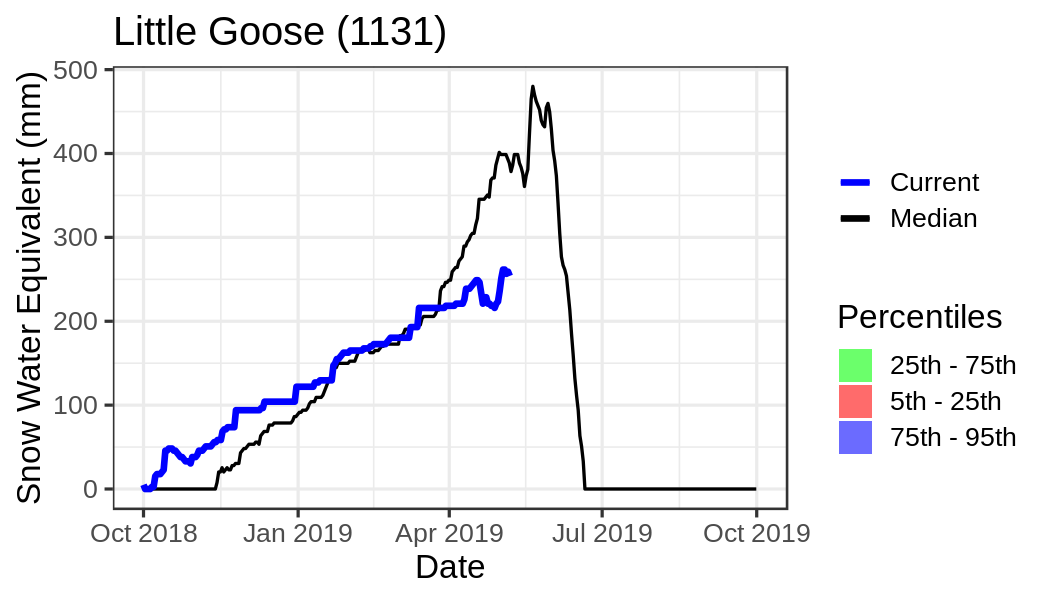 Little Goose (1131)
Snow Water Equivalent (mm)
500
400
300
200
100
0
Oct 2018
Jan 2019
Apr 2019
Jul 2019
Oct 2019
Date
Current
Median
Percentiles
25th - 75th
5th - 25th
75th - 95th